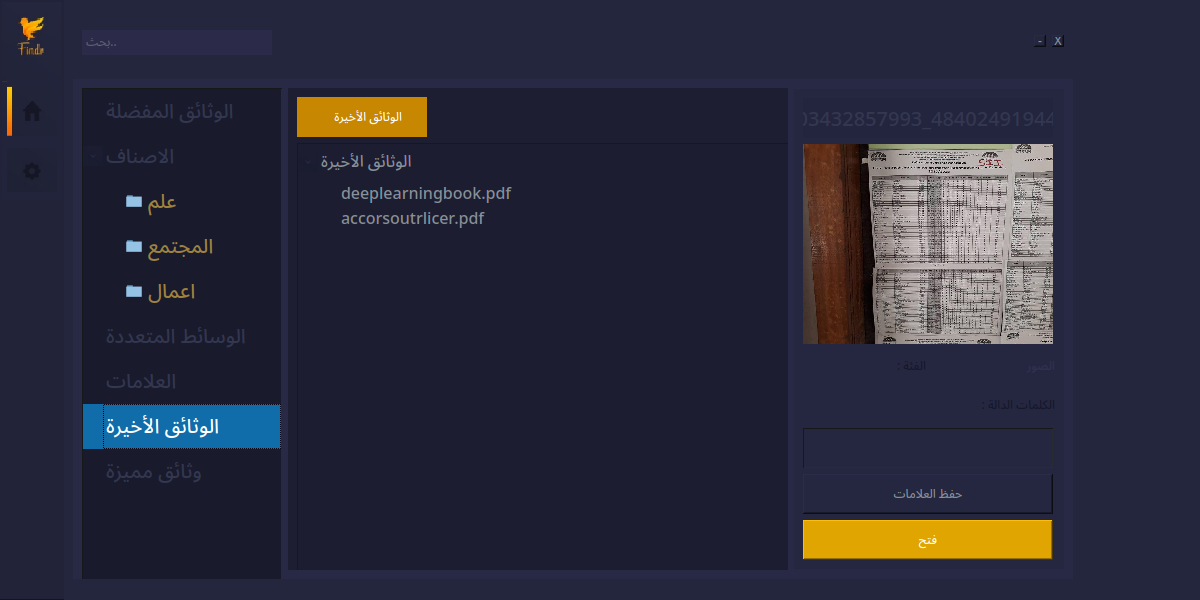 Findo
بحث..
- X
الوثائق المفضلة
الاصناف
علم
المجتمع
اعمال
الوسائط المتعددة
العلامات
الوثائق الأخيرة
وثائق مميزة
الوثائق الأخيرة
الوثائق الأخيرة
deeplearningbook.pdf
accorsoutrlicer.pdf
03432857993_48402491944
الفئة :
الصور
الكلمات الدالة :
حفظ العلامات
فتح